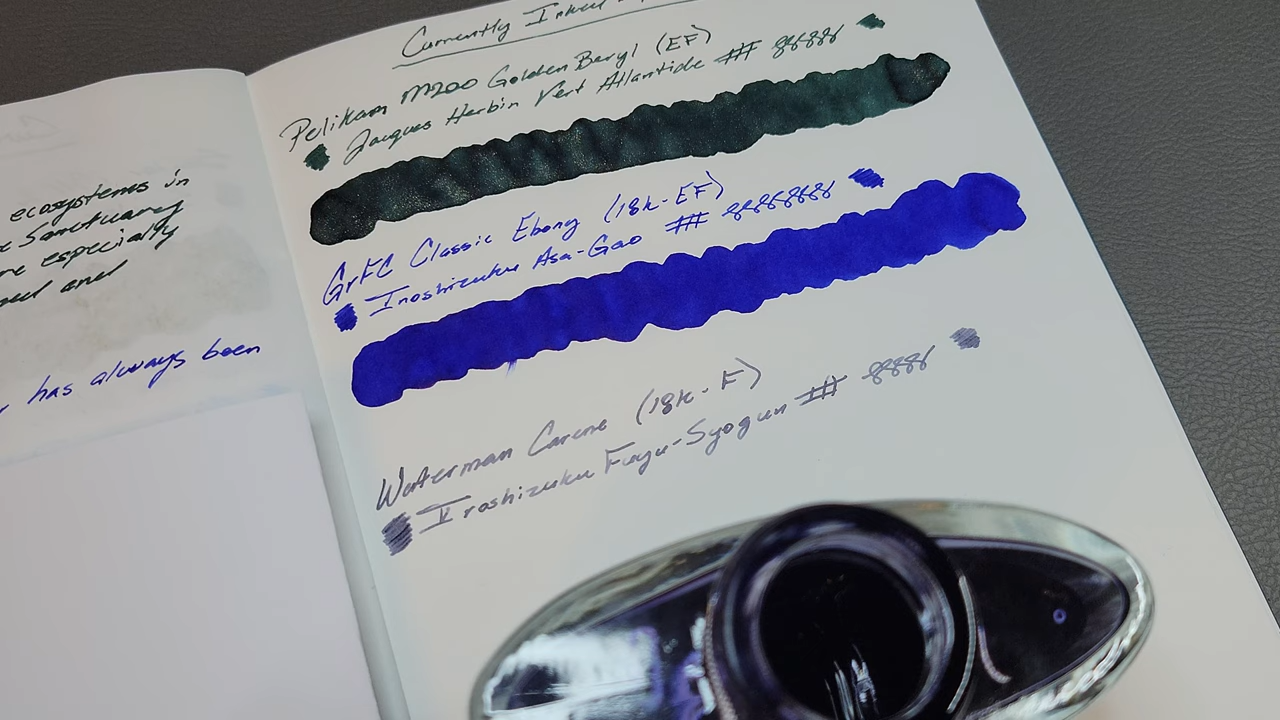 ecosystems in
Sanctuary
especially
and
has always been
Currently Inked
Pelikan M200 Golden Beryl (EF)
Jacques Herbin Vert Atlantide
GvFC Classic Ebony (18k-EF)
Iroshizuku Asa-Gao
Waterman Carene (18k-F)
Iroshizuku Fuyu-Syogun